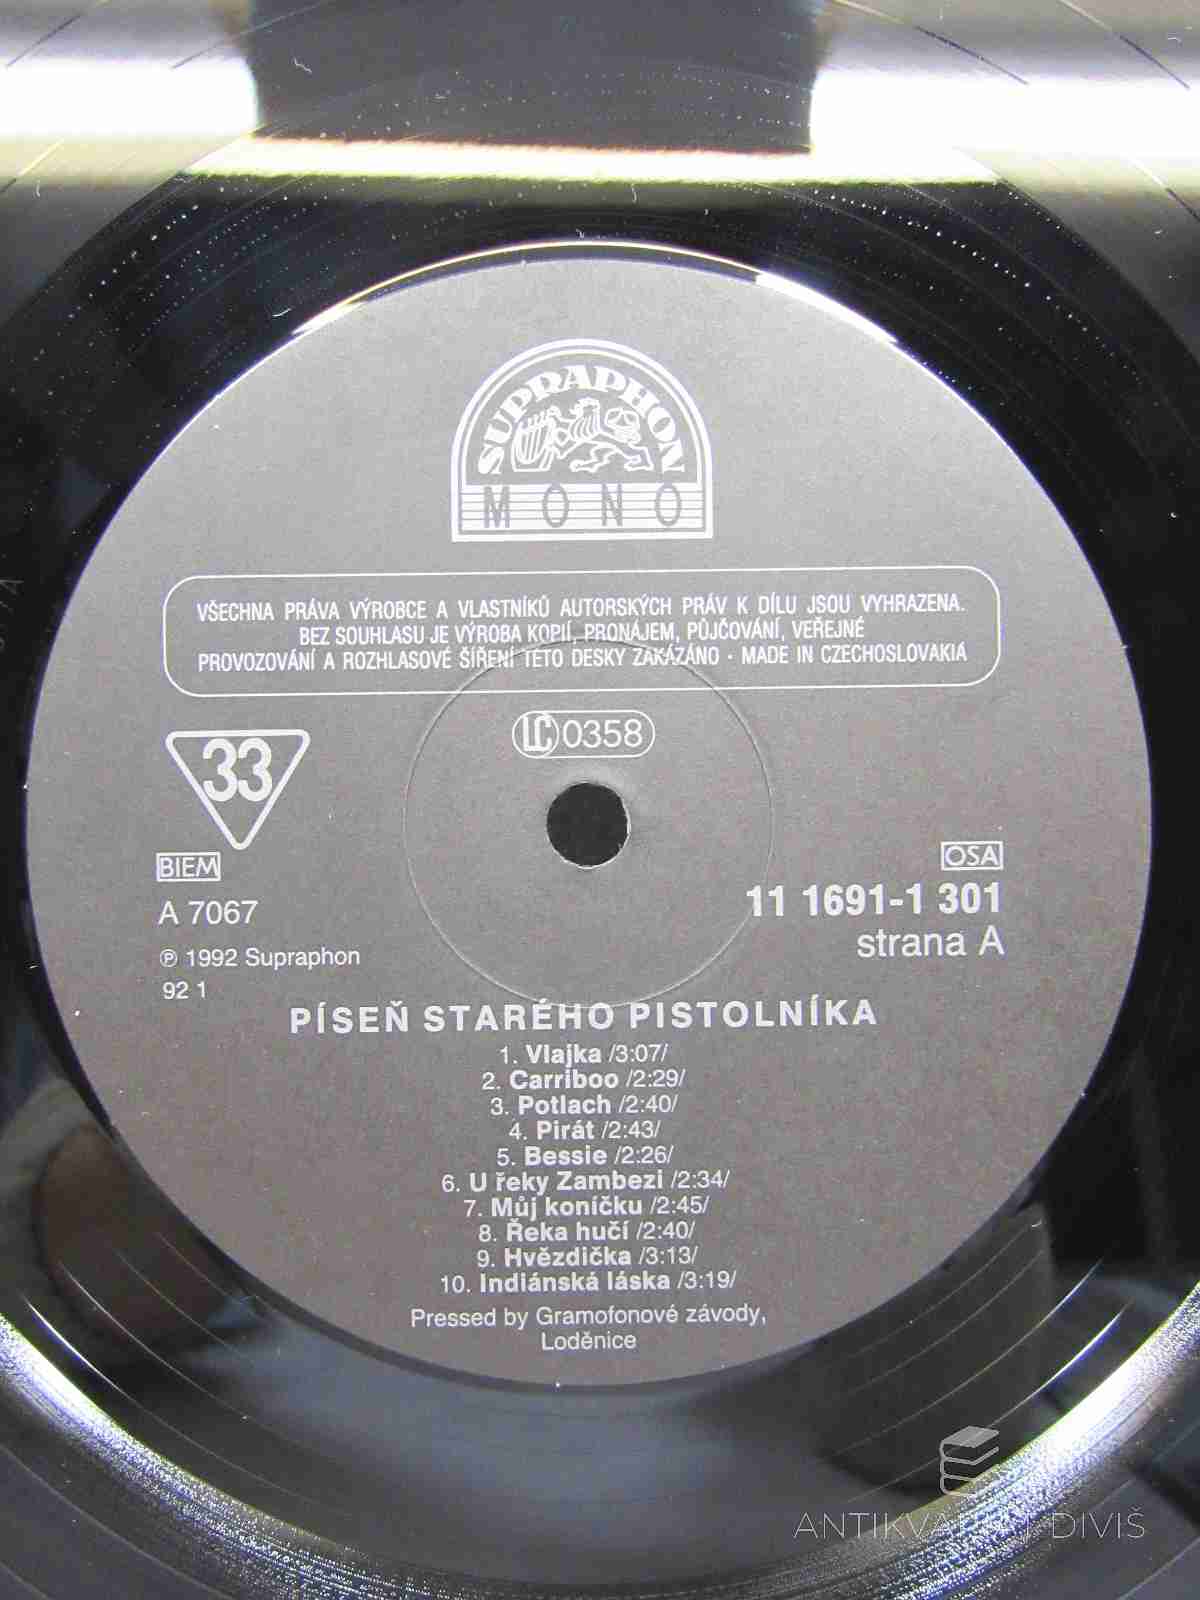 SUPRAPHON
MONO
VŠECHNA PRÁVA VÝROBCE A VLASTNÍKŮ AUTORSKÝCH PRÁV K DÍLU JSOU VYHRAZENA.
BEZ SOUHLASU JE VÝROBA KOPIÍ, PRONÁJEM, PŮJČOVÁNÍ, VEŘEJNÉ
PROVOZOVÁNÍ A ROZHLASOVÉ ŠÍŘENÍ TÉTO DESKY ZAKÁZÁNO · MADE IN CZECHOSLOVAKIA
LC 0358
33
BIEM
OSA
A 7067
11 1691-1 301
strana A
℗ 1992 Supraphon
92 1
PÍSEŇ STARÉHO PISTOLNÍKA
1. Vlajka /3:07/
2. Carriboo /2:29/
3. Potlach /2:40/
4. Pirát /2:43/
5. Bessie /2:26/
6. U řeky Zambezi /2:34/
7. Můj koníčku /2:45/
8. Řeka hučí /2:40/
9. Hvězdička /3:13/
10. Indiánská láska /3:19/
Pressed by Gramofonové závody,
Loděnice
ANTIKVARIÁT DIVIŠ